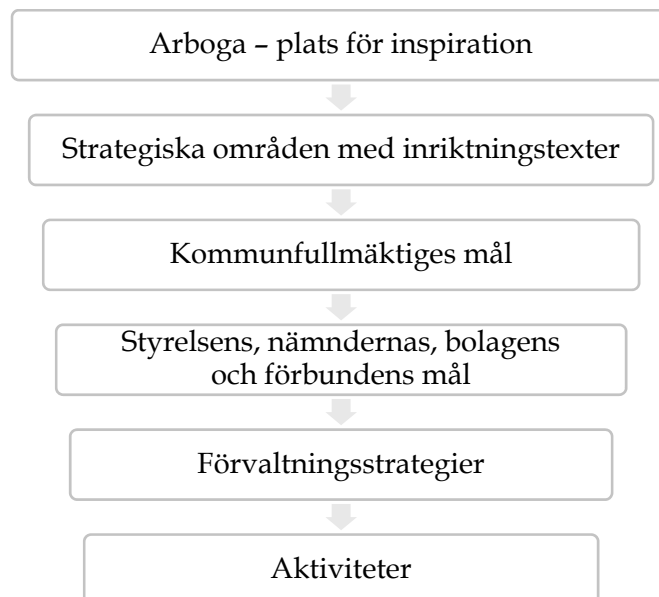 Arboga – plats för inspiration
Strategiska områden med inriktningstexter
Kommunfullmäktiges mål
Styrelsens, nämndernas, bolagens
och förbundens mål
Förvaltningsstrategier
Aktiviteter